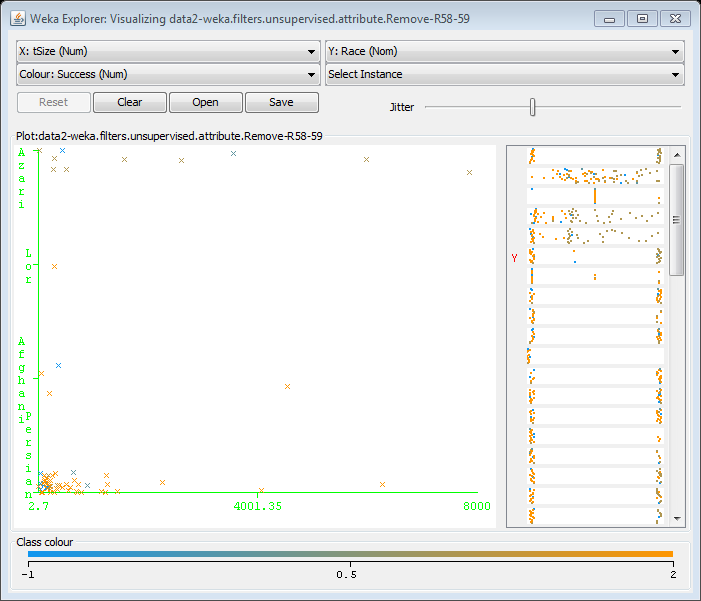 Weka Explorer: Visualizing data2-weka.filters.unsupervised.attribute.Remove-R58-59
X: tSize (Num)
Y: Race (Nom)
Colour: Success (Num)
Select Instance
Reset
Clear
Open
Save
Jitter
Plot:data2-weka.filters.unsupervised.attribute.Remove-R58-59
Azari
Lor
Afghani
persian
Y
2.7
4001.35
8000
Class colour
-1
0.5
2